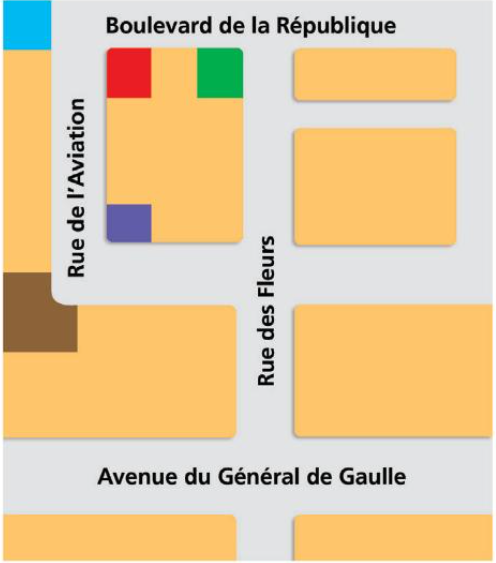 Boulevard de la République
Rue de l'Aviation
Rue des Fleurs
Avenue du Général de Gaulle